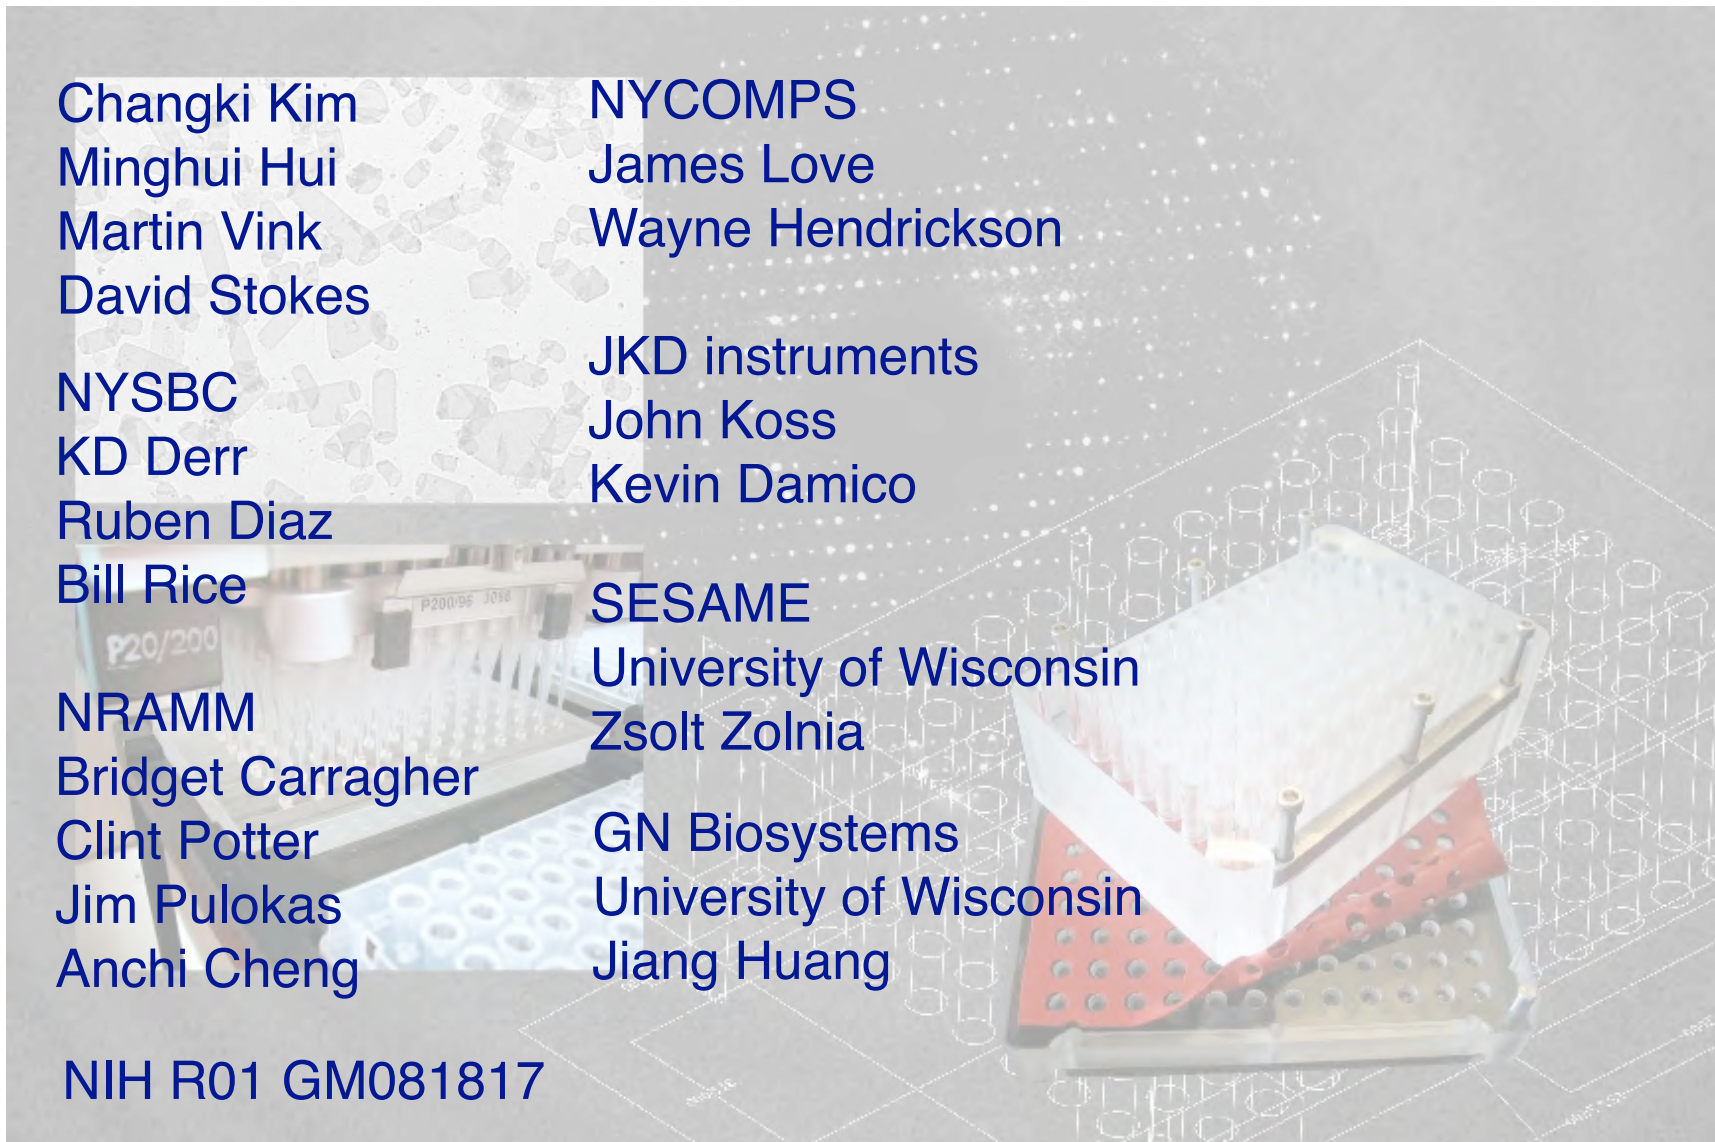 Changki Kim
Minghui Hui
Martin Vink
David Stokes
NYSBC
KD Derr
Ruben Diaz
Bill Rice
NRAMM
Bridget Carragher
Clint Potter
Jim Pulokas
Anchi Cheng
NIH R01 GM081817
NYCOMPS
James Love
Wayne Hendrickson
JKD instruments
John Koss
Kevin Damico
SESAME
University of Wisconsin
Zsolt Zolnia
GN Biosystems
University of Wisconsin
Jiang Huang
P200/96 3098
P20/200